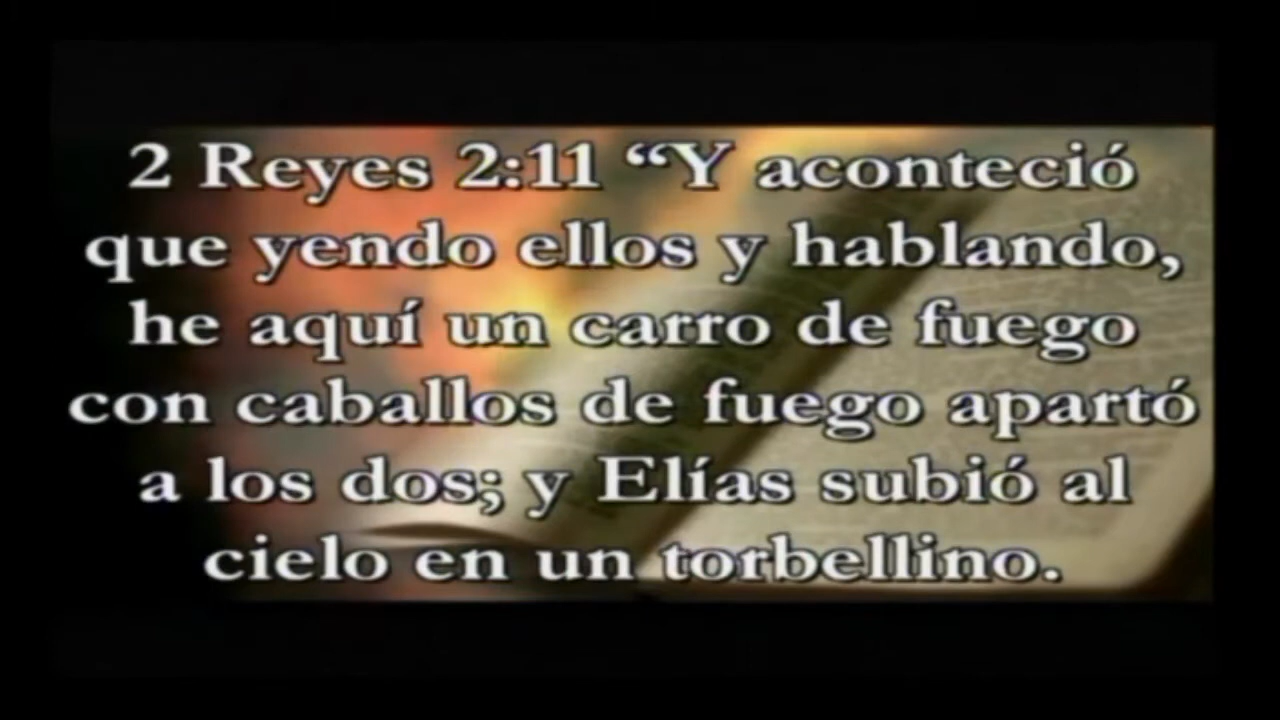 2 Reyes 2:11 “Y aconteció
que yendo ellos y hablando,
he aquí un carro de fuego
con caballos de fuego apartó
a los dos; y Elías subió al
cielo en un torbellino.